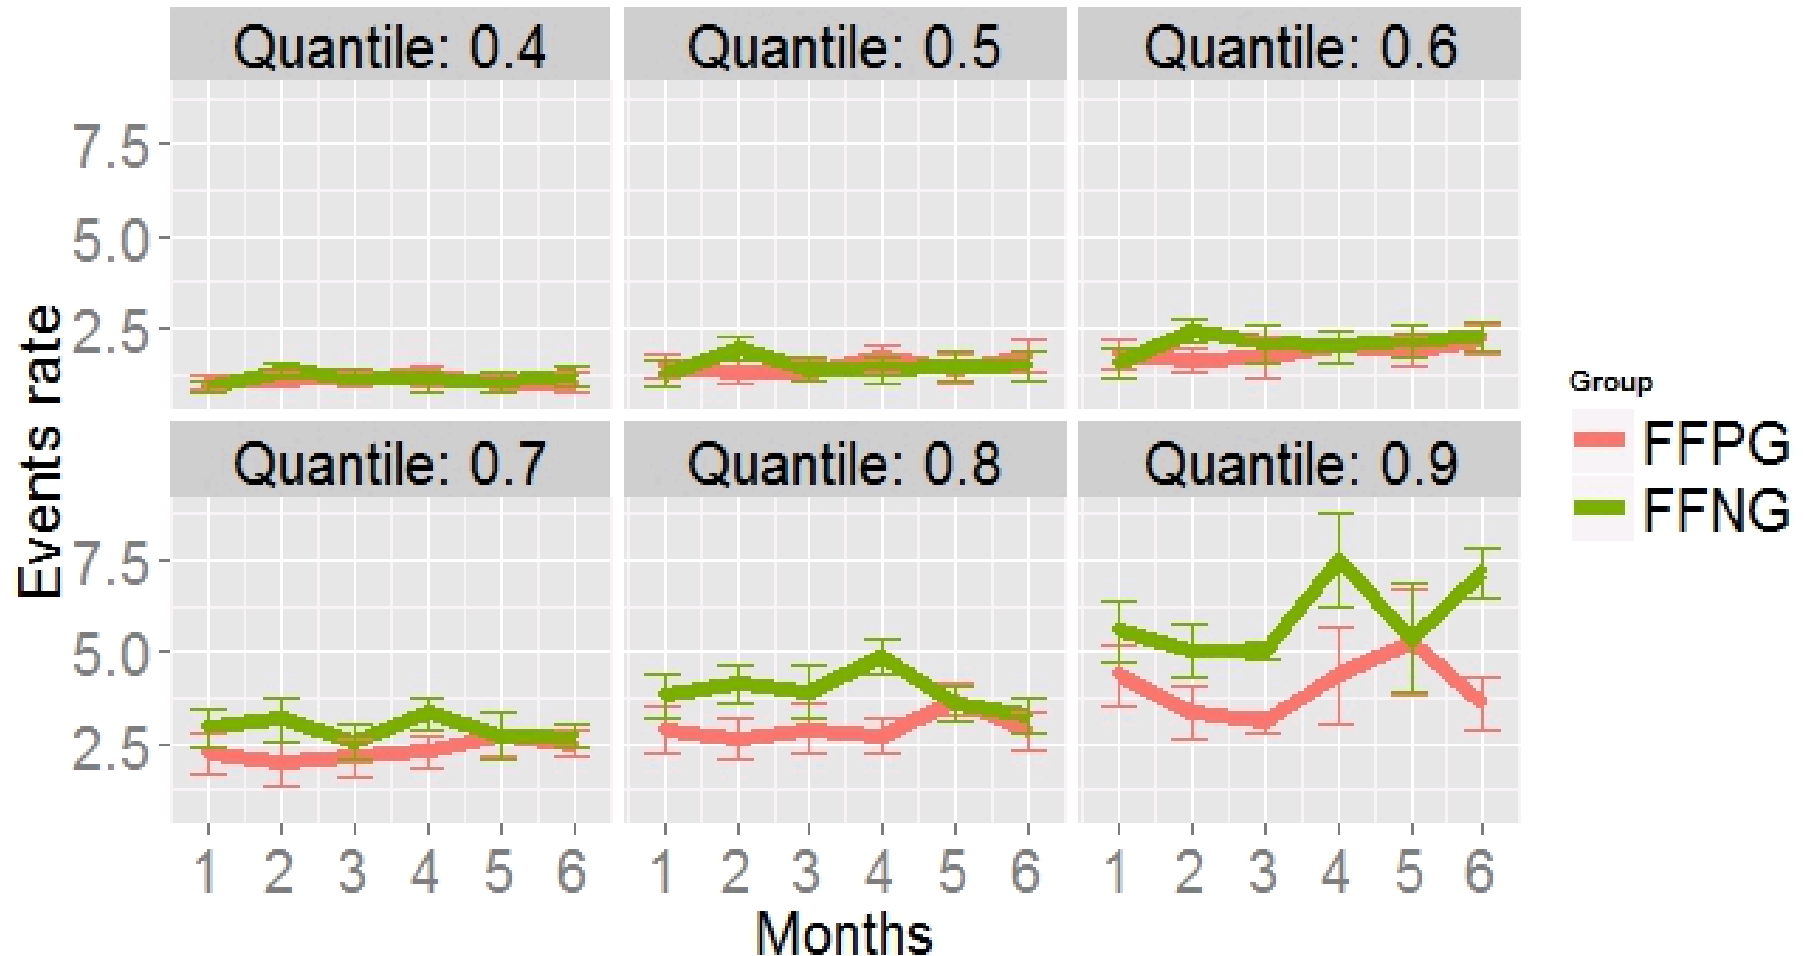 Quantile: 0.4
Quantile: 0.5
Quantile: 0.6
7.5
5.0
2.5
Events rate
Quantile: 0.7
Quantile: 0.8
Quantile: 0.9
7.5
5.0
2.5
1 2 3 4 5 6
1 2 3 4 5 6
1 2 3 4 5 6
Months
Group
FFPG
FFNG